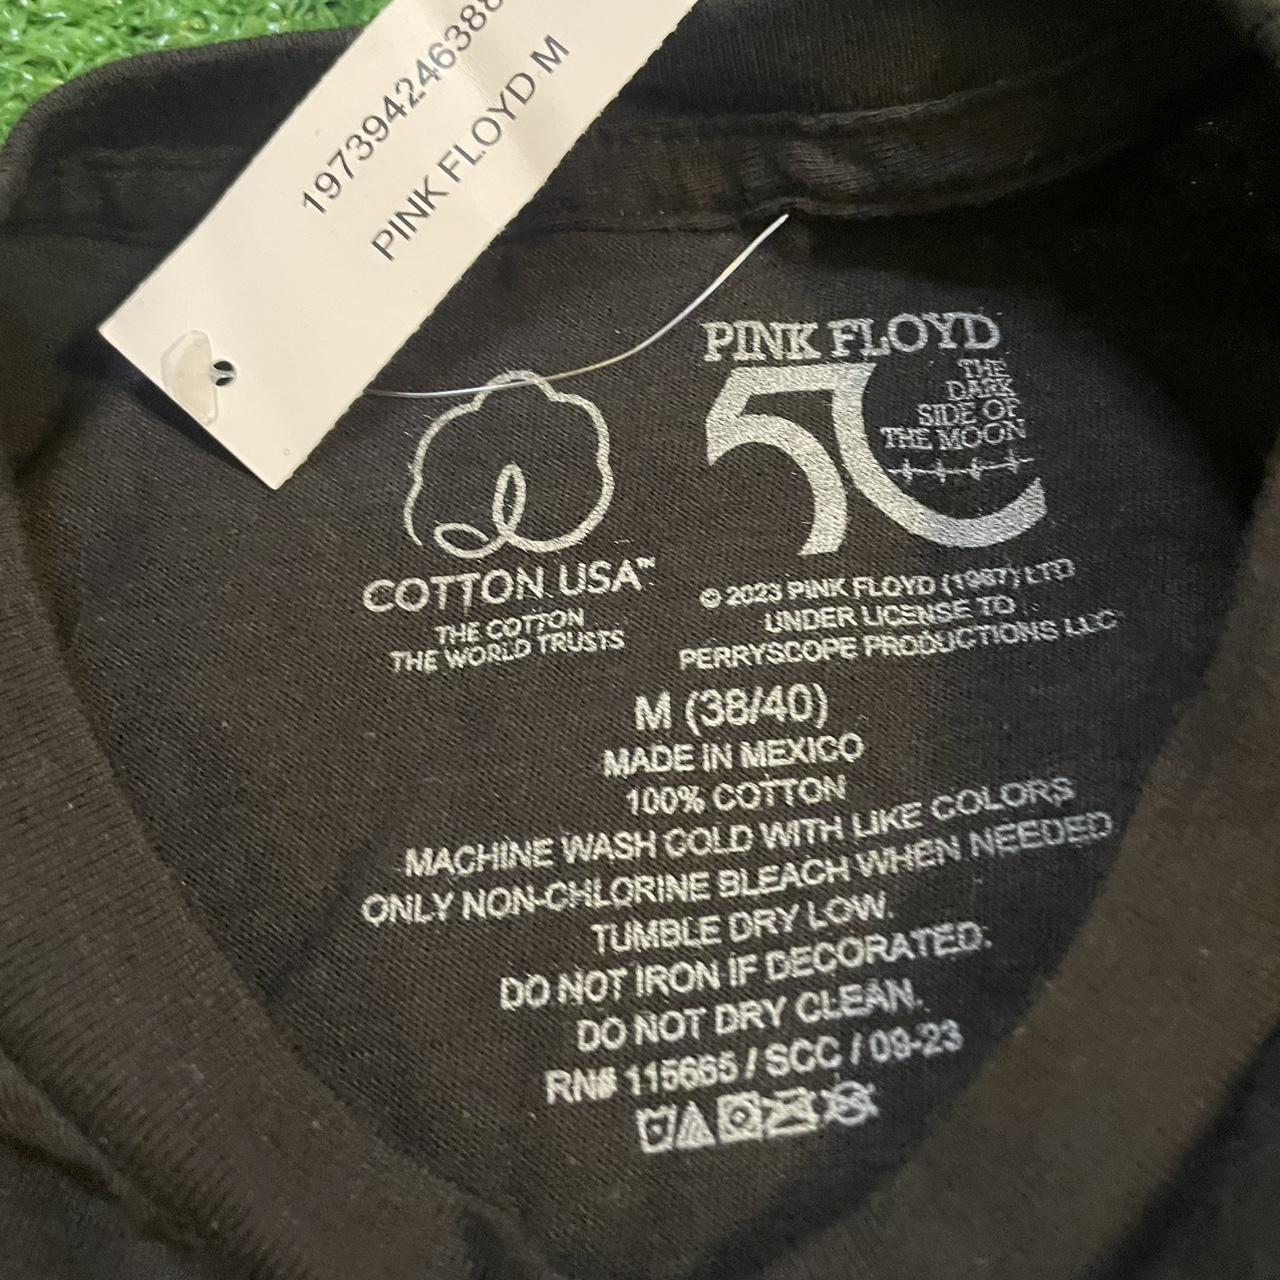 197394246388
PINK FLOYD M
PINK FLOYD
50
THE
DARK
SIDE OF
THE MOON
COTTON USA™
THE COTTON
THE WORLD TRUSTS
© 2023 PINK FLOYD (1987) LTD
UNDER LICENSE TO
PERRYSCOPE PRODUCTIONS LLC
M (38/40)
MADE IN MEXICO
100% COTTON
MACHINE WASH COLD WITH LIKE COLORS
ONLY NON-CHLORINE BLEACH WHEN NEEDED
TUMBLE DRY LOW.
DO NOT IRON IF DECORATED.
DO NOT DRY CLEAN.
RN# 115665 / SCC / 09-23